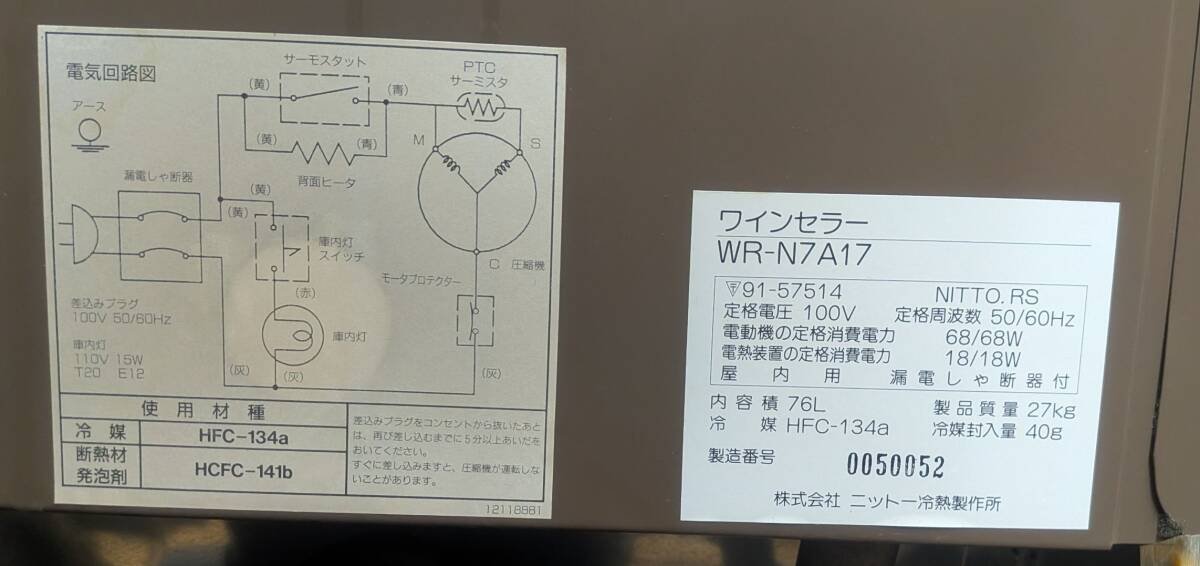 電気回路図
アース
サーモスタット
(黄)
(青)
PTC
サーミスタ
(黄)
(青)
背面ヒータ
M
S
漏電しゃ断器
(黄)
(黄)
庫内灯
スイッチ
C 圧縮機
モータプロテクター
(赤)
差込みプラグ
100V 50/60Hz
庫内灯
庫内灯
110V 15W
T20 E12
(灰)
(灰)
(灰)
使用材種
冷媒 HFC-134a
断熱材
発泡剤 HCFC-141b
差込みプラグをコンセントから抜いたあと
は、再び差し込むまでに5分以上あいだを
おいてください。
すぐに差し込みますと、圧縮機が運転しな
いことがあります。
12118881
ワインセラー
WR-N7A17
91-57514 NITTO.RS
定格電圧 100V 定格周波数 50/60Hz
電動機の定格消費電力 68/68W
電熱装置の定格消費電力 18/18W
屋内用 漏電しゃ断器付
内容積 76L 製品質量 27kg
冷媒 HFC-134a 冷媒封入量 40g
製造番号 0050052
株式会社 ニットー冷熱製作所